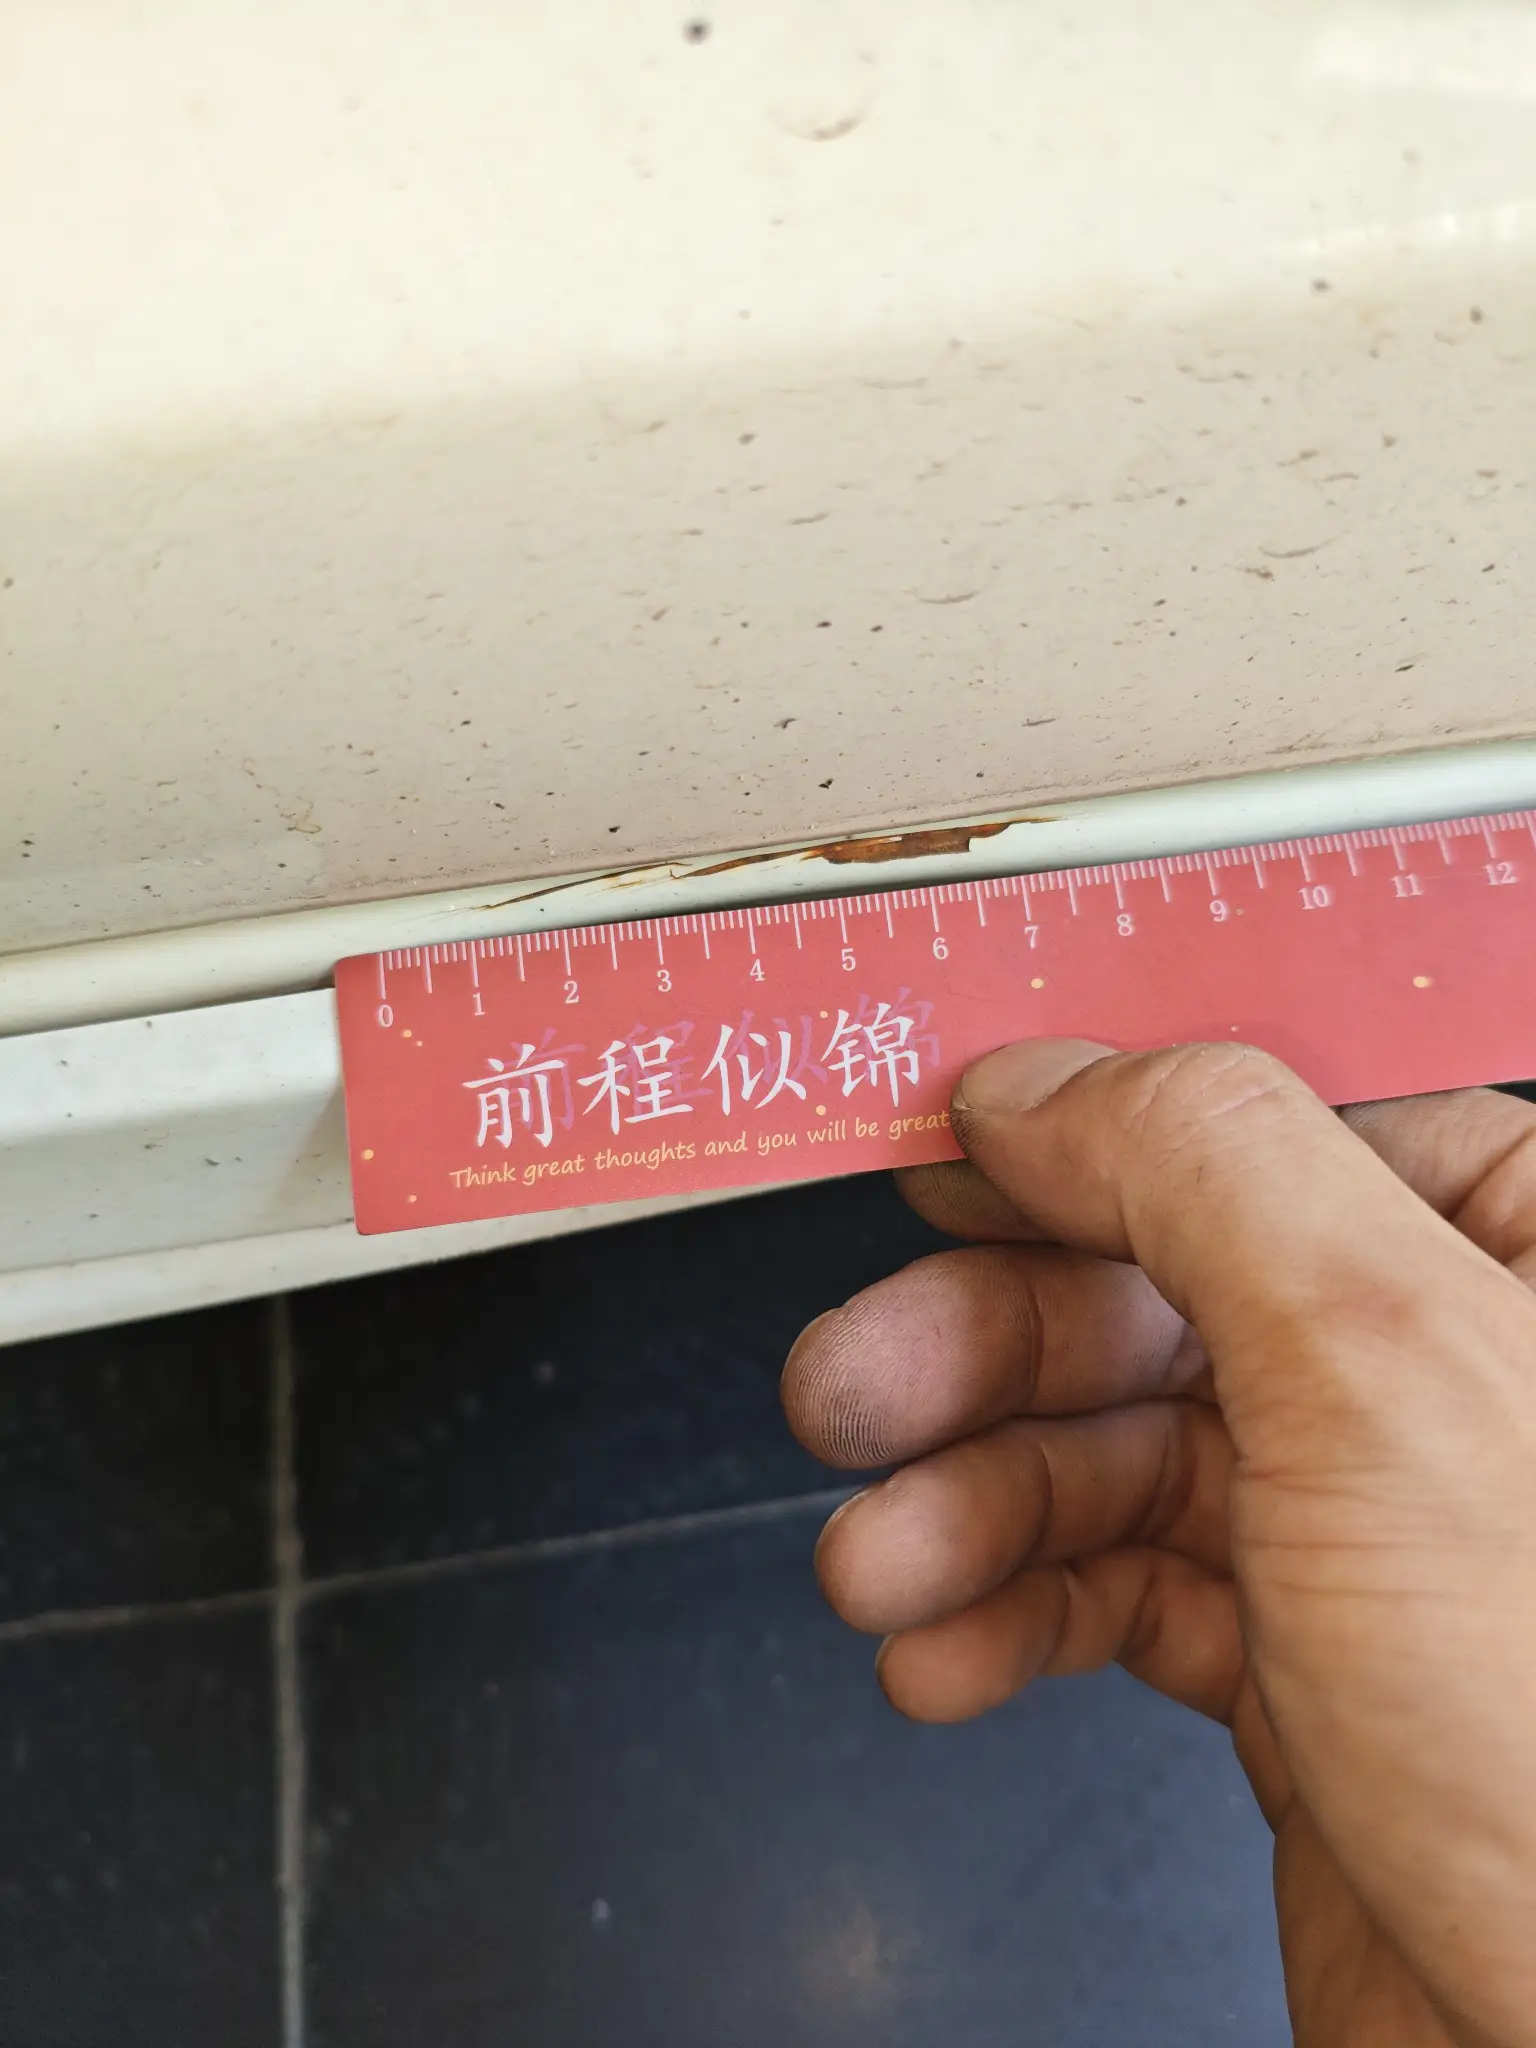 0 1 2 3 4 5 6 7 8 9 10 11 12
前程似锦
Think great thoughts and you will be great